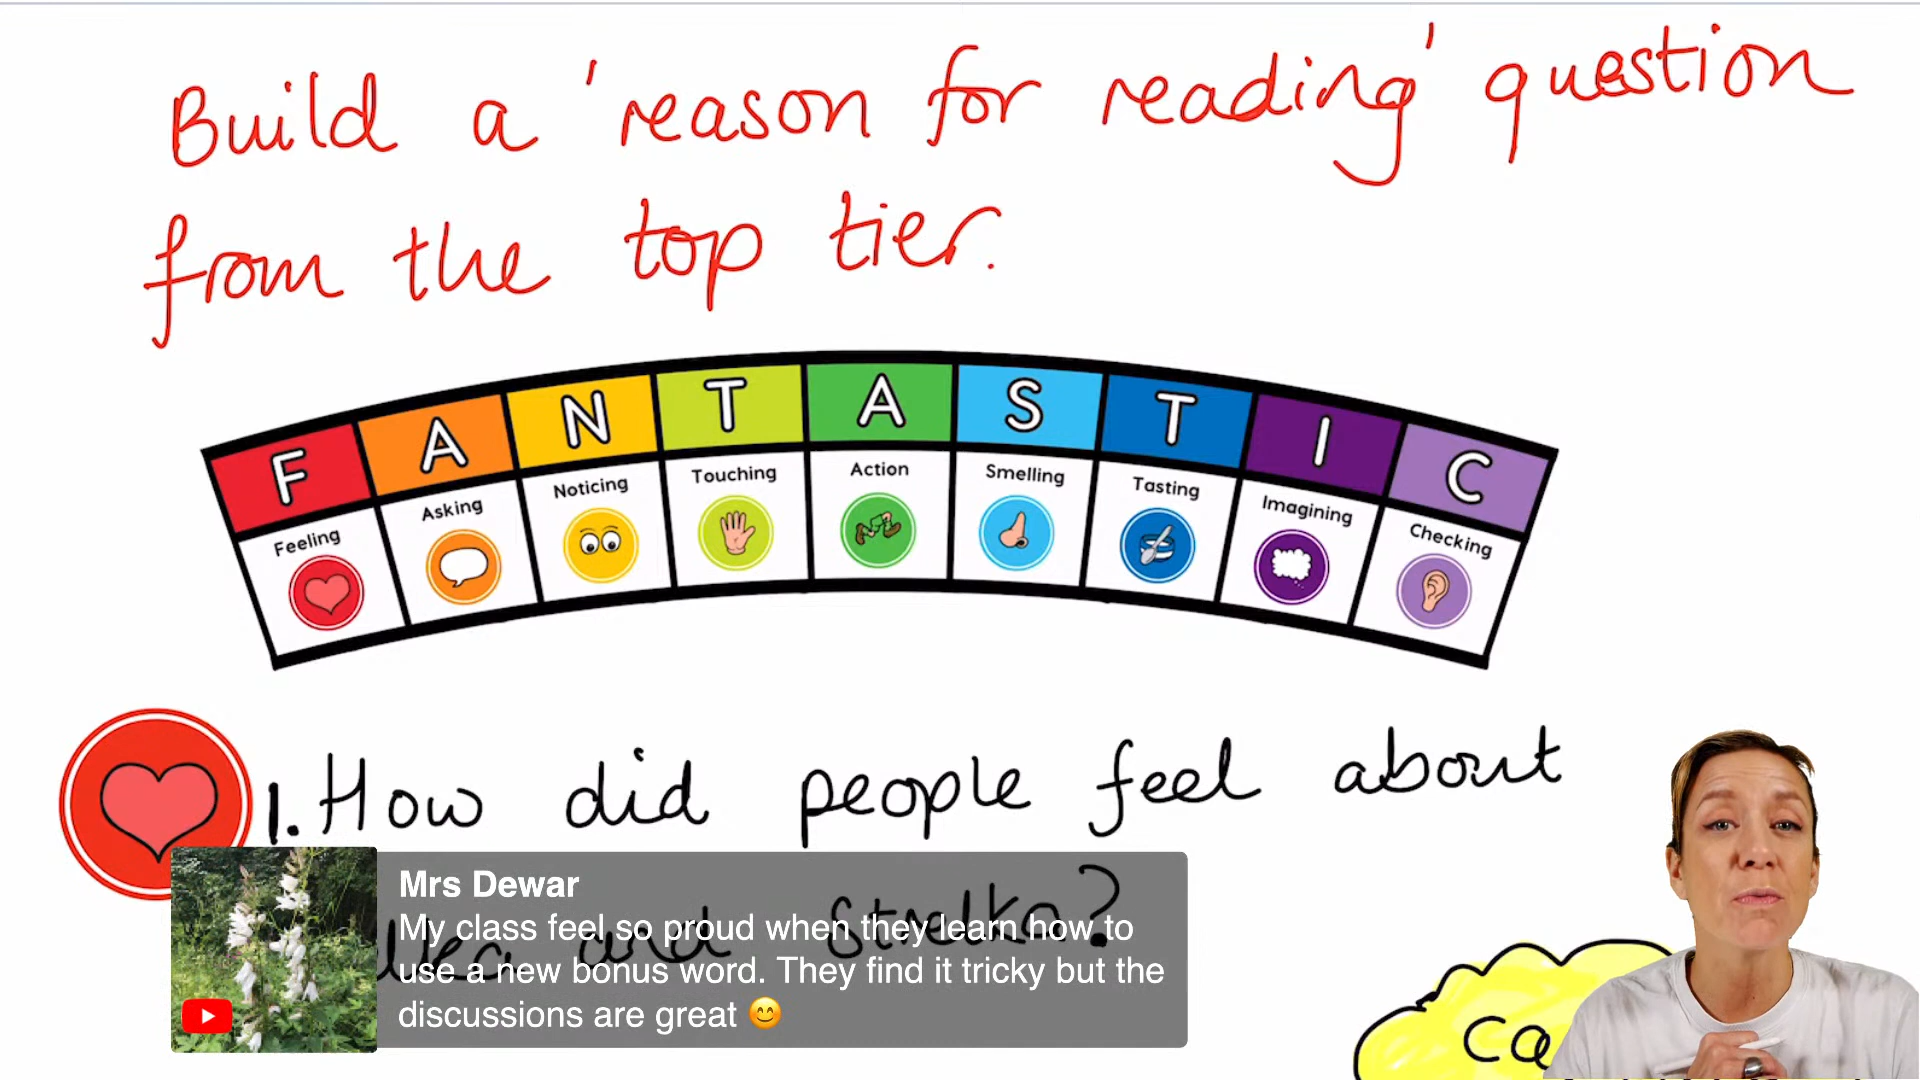 Build a 'reason for reading' question
from the top tier.
F A N T A S T I C
Feeling Asking Noticing Touching Action Smelling Tasting Imagining Checking
1. How did people feel about
and Strelka?
Mrs Dewar
My class feel so proud when they learn how to
use a new bonus word. They find it tricky but the
discussions are great 😊